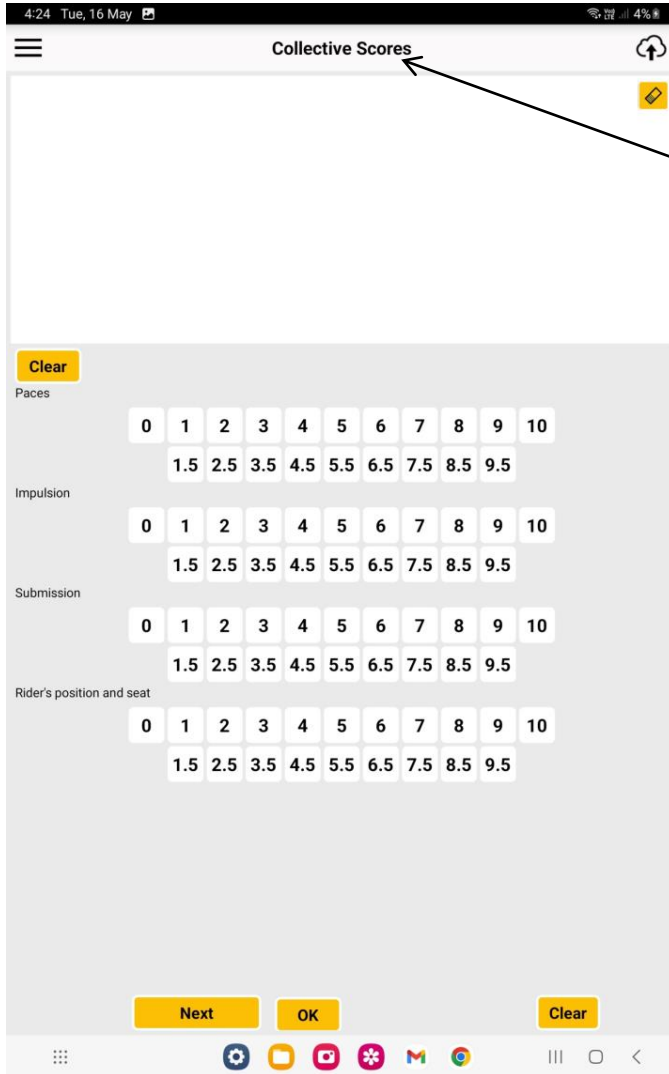 4:24 Tue, 16 May 4%
Collective Scores
Clear
Paces
0 1 2 3 4 5 6 7 8 9 10
1.5 2.5 3.5 4.5 5.5 6.5 7.5 8.5 9.5
Impulsion
0 1 2 3 4 5 6 7 8 9 10
1.5 2.5 3.5 4.5 5.5 6.5 7.5 8.5 9.5
Submission
0 1 2 3 4 5 6 7 8 9 10
1.5 2.5 3.5 4.5 5.5 6.5 7.5 8.5 9.5
Rider's position and seat
0 1 2 3 4 5 6 7 8 9 10
1.5 2.5 3.5 4.5 5.5 6.5 7.5 8.5 9.5
Next OK Clear